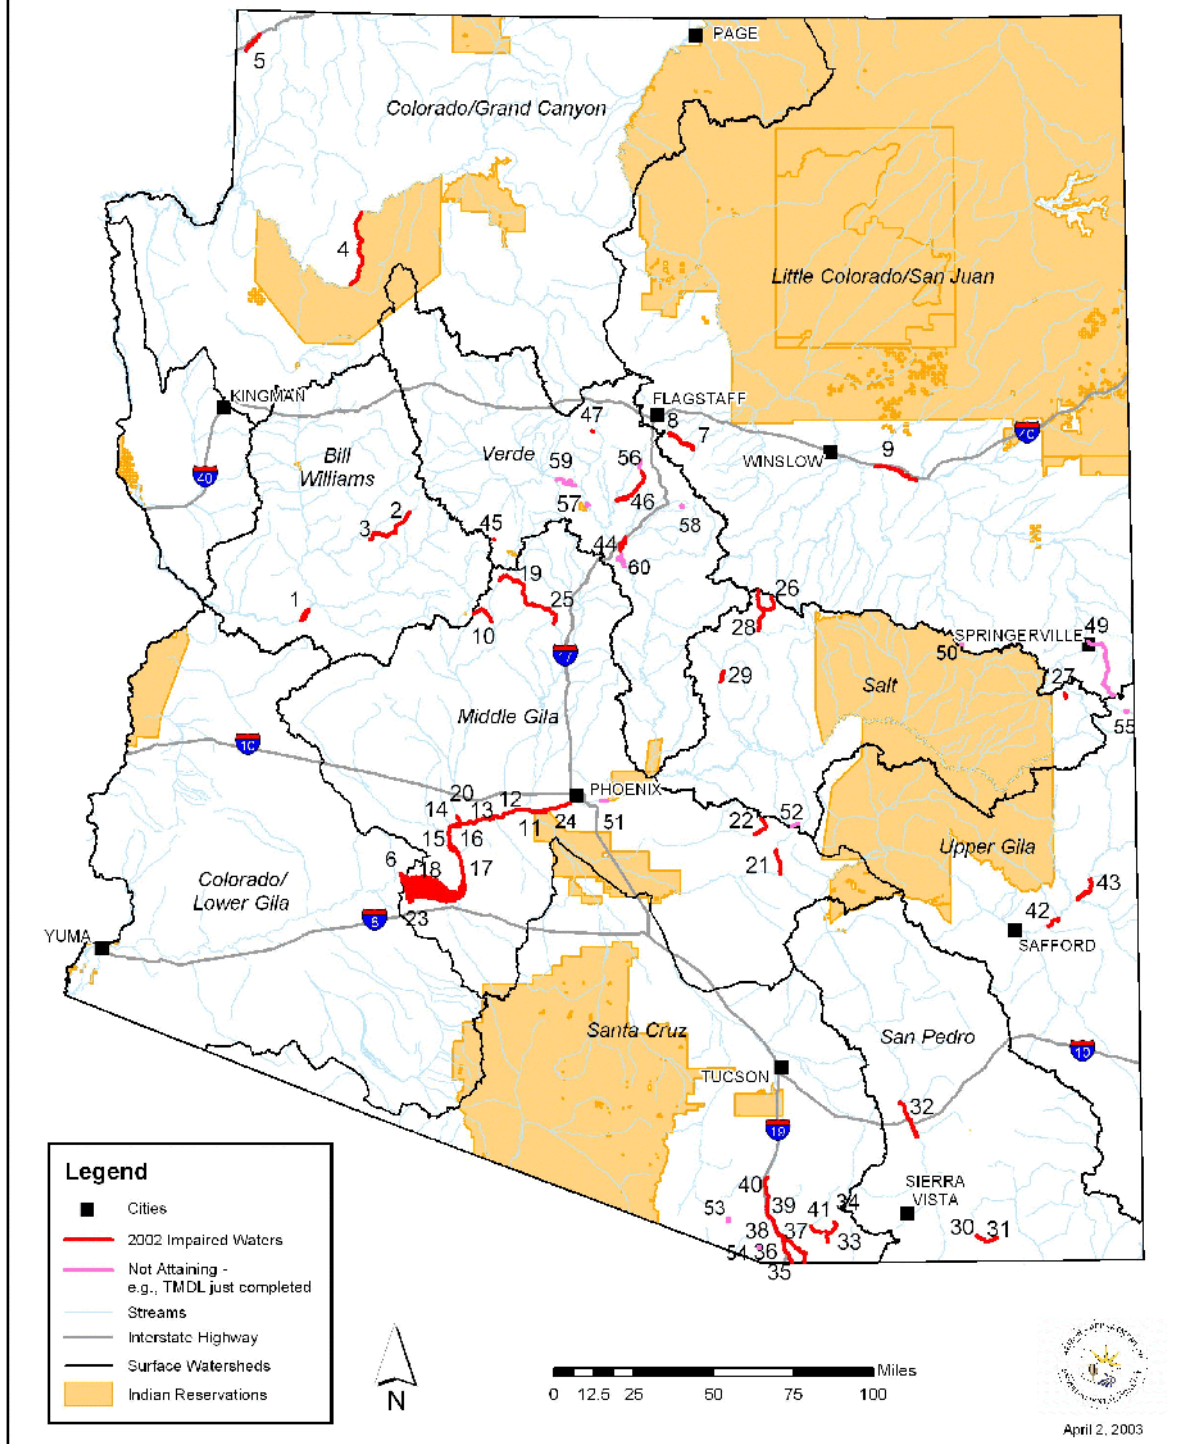 PAGE
5
Colorado/Grand Canyon
4
Little Colorado/San Juan
KINGMAN
FLAGSTAFF
47
8
7
Verde
Bill
Williams
59
56
WINSLOW
9
40
2
3
57
46
58
45
44
60
19
25
1
10
26
28
SPRINGERVILLE
49
50
29
Salt
27
55
Middle Gila
10
PHOENIX
20
12
14
13
11
24
51
15
16
22
52
Upper Gila
6
18
17
21
43
Colorado/
Lower Gila
23
42
YUMA
SAFFORD
Santa Cruz
San Pedro
10
TUCSON
32
19
SIERRA
VISTA
40
39
41
34
53
38
37
33
30
31
54
36
35
Legend
Cities
2002 Impaired Waters
Not Attaining -
e.g., TMDL just completed
Streams
Interstate Highway
Surface Watersheds
Indian Reservations
N
Miles
0 12.5 25 50 75 100
April 2, 2003